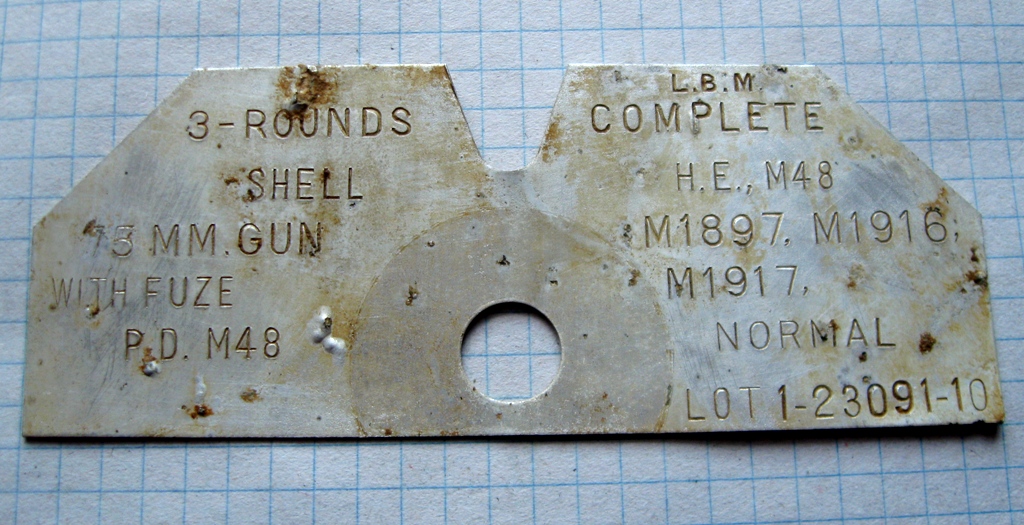 3-ROUNDS
SHELL
75 MM. GUN
WITH FUZE
P.D. M48
L.B.M.
COMPLETE
H.E., M48
M1897, M1916,
M1917,
NORMAL
LOT 1-23091-10